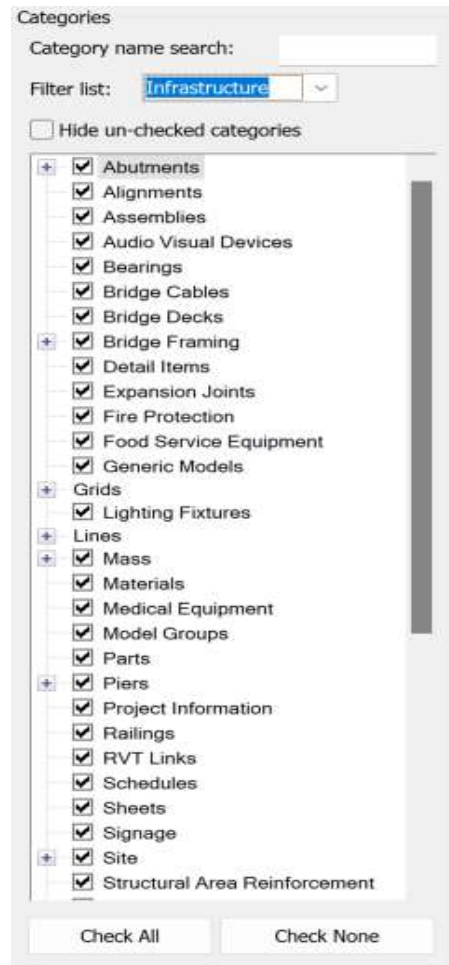 Categories
Category name search:
Filter list: Infrastructure
Hide un-checked categories
Abutments
Alignments
Assemblies
Audio Visual Devices
Bearings
Bridge Cables
Bridge Decks
Bridge Framing
Detail Items
Expansion Joints
Fire Protection
Food Service Equipment
Generic Models
Grids
Lighting Fixtures
Lines
Mass
Materials
Medical Equipment
Model Groups
Parts
Piers
Project Information
Railings
RVT Links
Schedules
Sheets
Signage
Site
Structural Area Reinforcement
Check All Check None